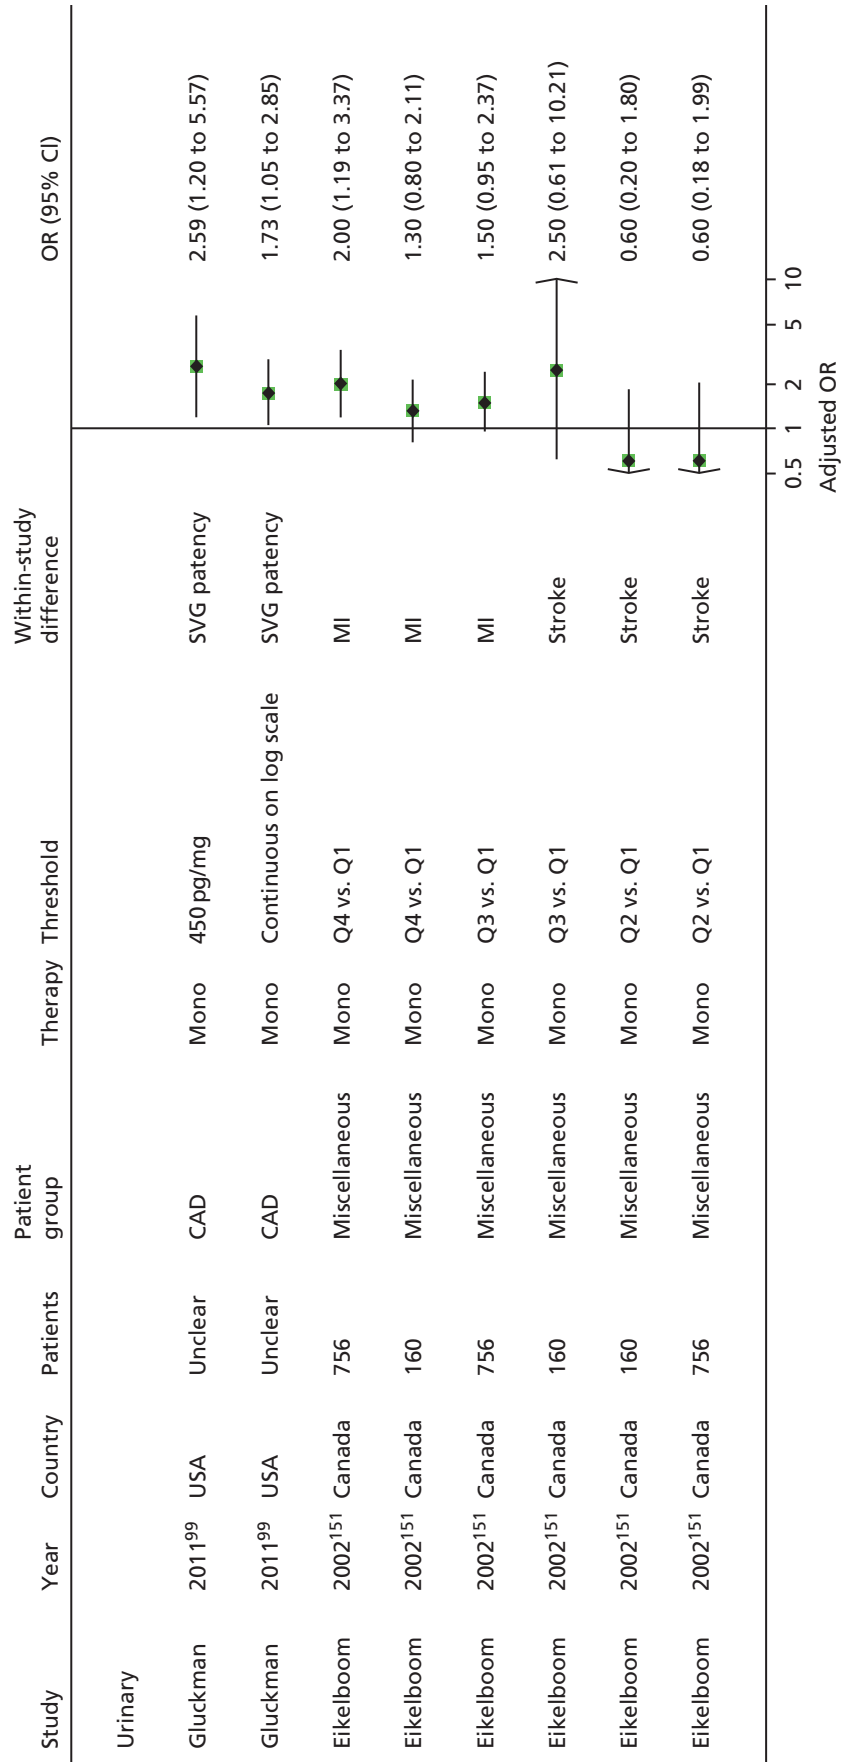 Study Year Country Patients Patient group Therapy Threshold Within-study difference OR (95% CI)
Urinary
Gluckman 2011⁹⁹ USA Unclear CAD Mono 450 pg/mg SVG patency 2.59 (1.20 to 5.57)
Gluckman 2011⁹⁹ USA Unclear CAD Mono Continuous on log scale SVG patency 1.73 (1.05 to 2.85)
Eikelboom 2002¹⁵¹ Canada 756 Miscellaneous Mono Q4 vs. Q1 MI 2.00 (1.19 to 3.37)
Eikelboom 2002¹⁵¹ Canada 160 Miscellaneous Mono Q4 vs. Q1 MI 1.30 (0.80 to 2.11)
Eikelboom 2002¹⁵¹ Canada 756 Miscellaneous Mono Q3 vs. Q1 MI 1.50 (0.95 to 2.37)
Eikelboom 2002¹⁵¹ Canada 160 Miscellaneous Mono Q3 vs. Q1 Stroke 2.50 (0.61 to 10.21)
Eikelboom 2002¹⁵¹ Canada 160 Miscellaneous Mono Q2 vs. Q1 Stroke 0.60 (0.20 to 1.80)
Eikelboom 2002¹⁵¹ Canada 756 Miscellaneous Mono Q2 vs. Q1 Stroke 0.60 (0.18 to 1.99)
0.5 1 2 5 10
Adjusted OR